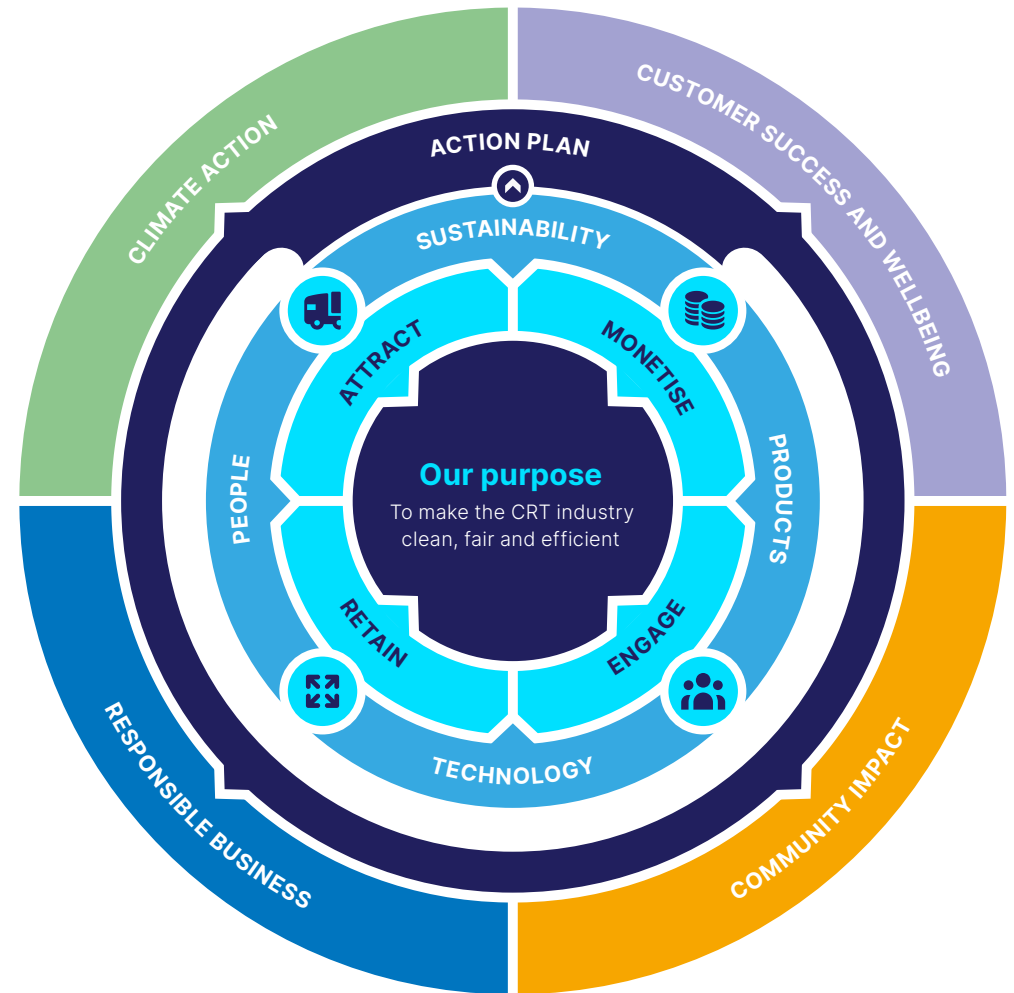 CLIMATE ACTION
CUSTOMER SUCCESS AND WELLBEING
ACTION PLAN
SUSTAINABILITY
ATTRACT
MONETISE
PEOPLE
PRODUCTS
Our purpose
To make the CRT industry
clean, fair and efficient
RETAIN
ENGAGE
TECHNOLOGY
RESPONSIBLE BUSINESS
COMMUNITY IMPACT